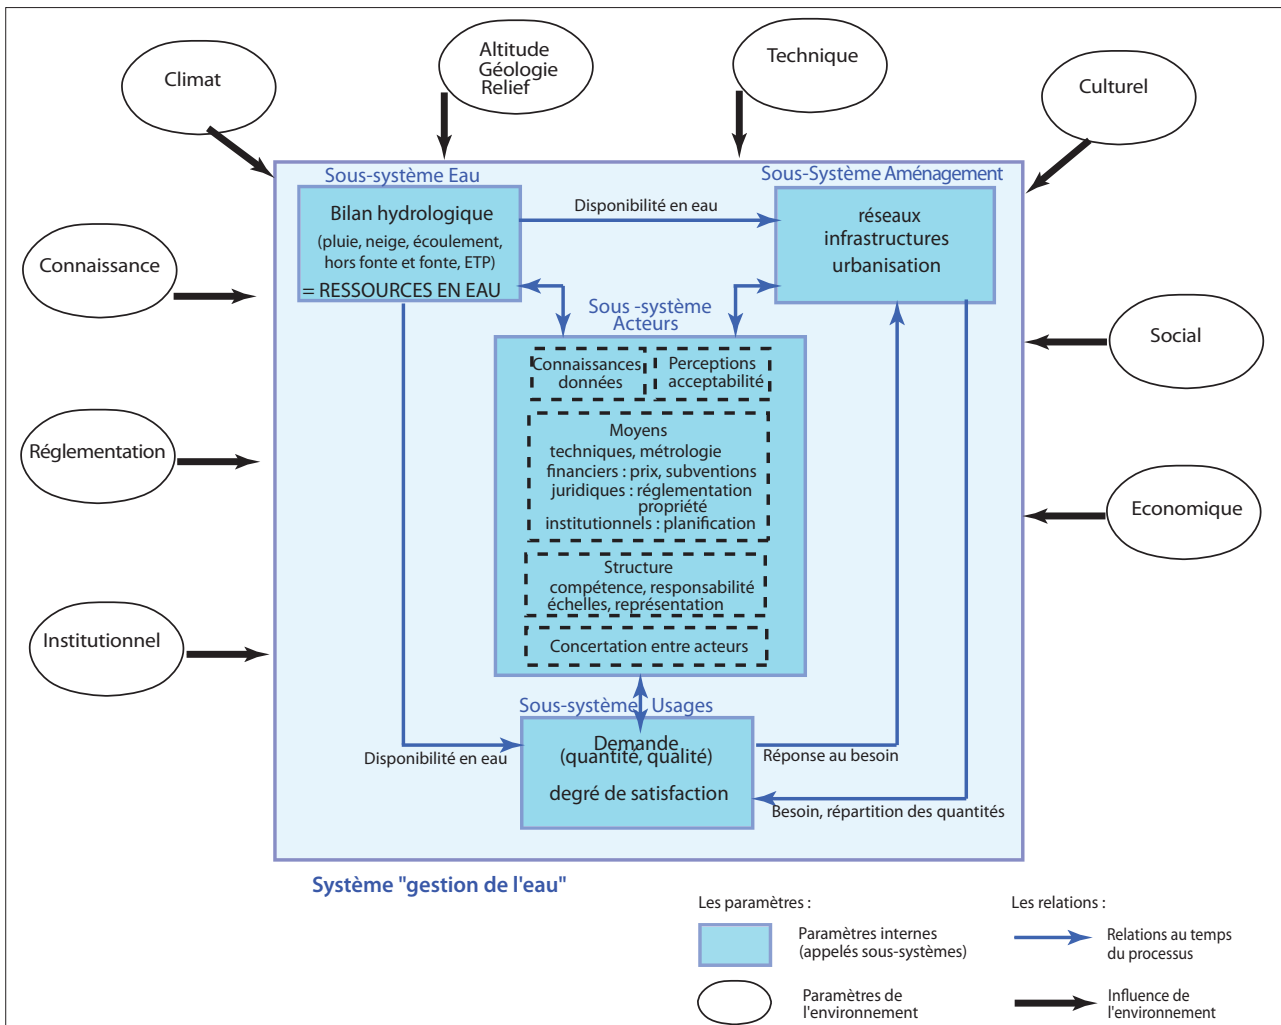 Climat
Altitude
Géologie
Relief
Technique
Culturel
Connaissance
Réglementation
Institutionnel
Social
Economique
Sous-système Eau
Bilan hydrologique
(pluie, neige, écoulement,
hors fonte et fonte, ETP)
= RESSOURCES EN EAU
Disponibilité en eau
Sous-Système Aménagement
réseaux
infrastructures
urbanisation
Sous -système
Acteurs
Connaissances
données
Perceptions
acceptabilité
Moyens
techniques, métrologie
financiers : prix, subventions
juridiques : réglementation
propriété
institutionnels : planification
Structure
compétence, responsabilité
échelles, représentation
Concertation entre acteurs
Sous-système Usages
Demande
(quantité, qualité)
degré de satisfaction
Disponibilité en eau
Réponse au besoin
Besoin, répartition des quantités
Système "gestion de l'eau"
Les paramètres :
Paramètres internes
(appelés sous-systèmes)
Paramètres de
l'environnement
Les relations :
Relations au temps
du processus
Influence de
l'environnement